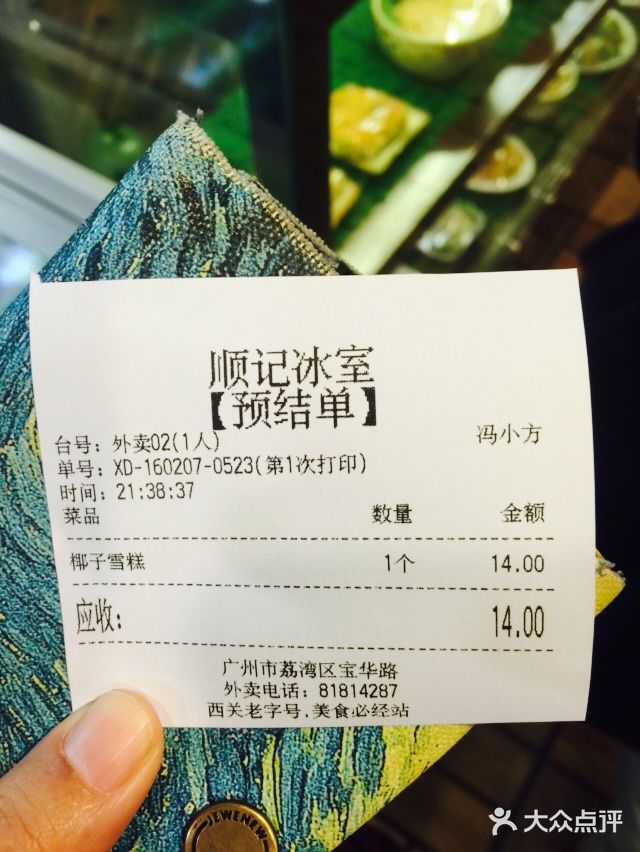 顺记冰室
【预结单】
台号：外卖02(1人) 冯小方
单号：XD-160207-0523(第1次打印)
时间：21:38:37
菜品 数量 金额
椰子雪糕 1个 14.00
应收: 14.00
广州市荔湾区宝华路
外卖电话：81814287
西关老字号,美食必经站
JEWENEW
大众点评